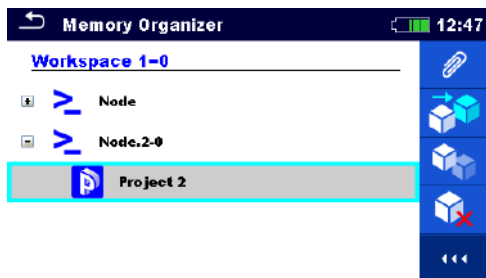 Memory Organizer 12:47
Workspace 1-0
Node
Node.2-0
Project 2